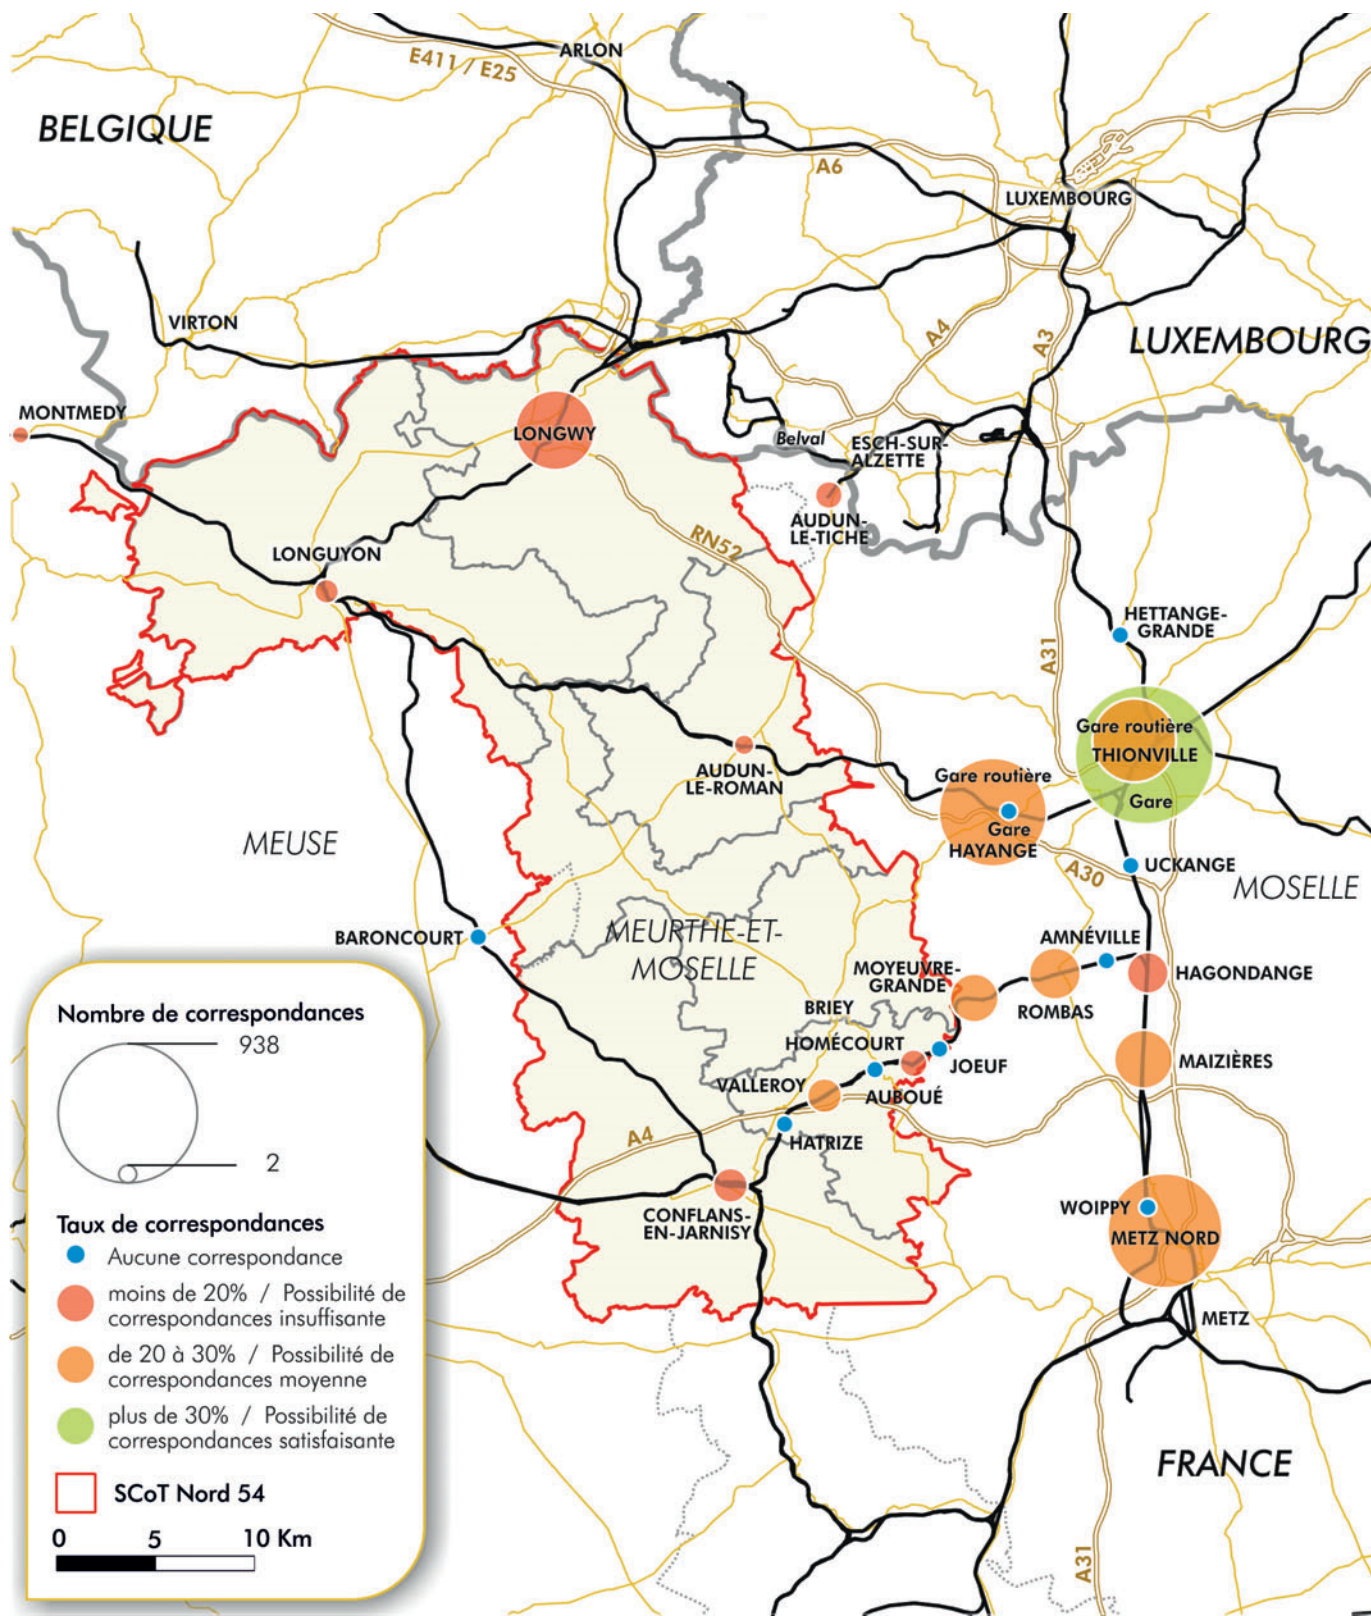 ARLON
E411 / E25
BELGIQUE
A6
LUXEMBOURG
VIRTON
A4
A3
LUXEMBOURG
MONTMEDY
LONGWY
Belval
ESCH-SUR-
ALZETTE
AUDUN-
LE-TICHE
RN52
LONGUYON
HETTANGE-
GRANDE
A31
Gare routière
THIONVILLE
Gare
AUDUN-
LE-ROMAN
Gare routière
Gare
HAYANGE
MEUSE
A30
UCKANGE
MOSELLE
BARONCOURT
MEURTHE-ET-
MOSELLE
AMNÉVILLE
MOYEUVRE-
GRANDE
HAGONDANGE
ROMBAS
BRIEY
HOMÉCOURT
JOEUF
MAIZIÈRES
VALLEROY
AUBOUÉ
A4
HATRIZE
CONFLANS-
EN-JARNISY
WOIPPY
METZ NORD
METZ
FRANCE
A31
Nombre de correspondances
938
2
Taux de correspondances
Aucune correspondance
moins de 20% / Possibilité de
correspondances insuffisante
de 20 à 30% / Possibilité de
correspondances moyenne
plus de 30% / Possibilité de
correspondances satisfaisante
SCoT Nord 54
0 5 10 Km